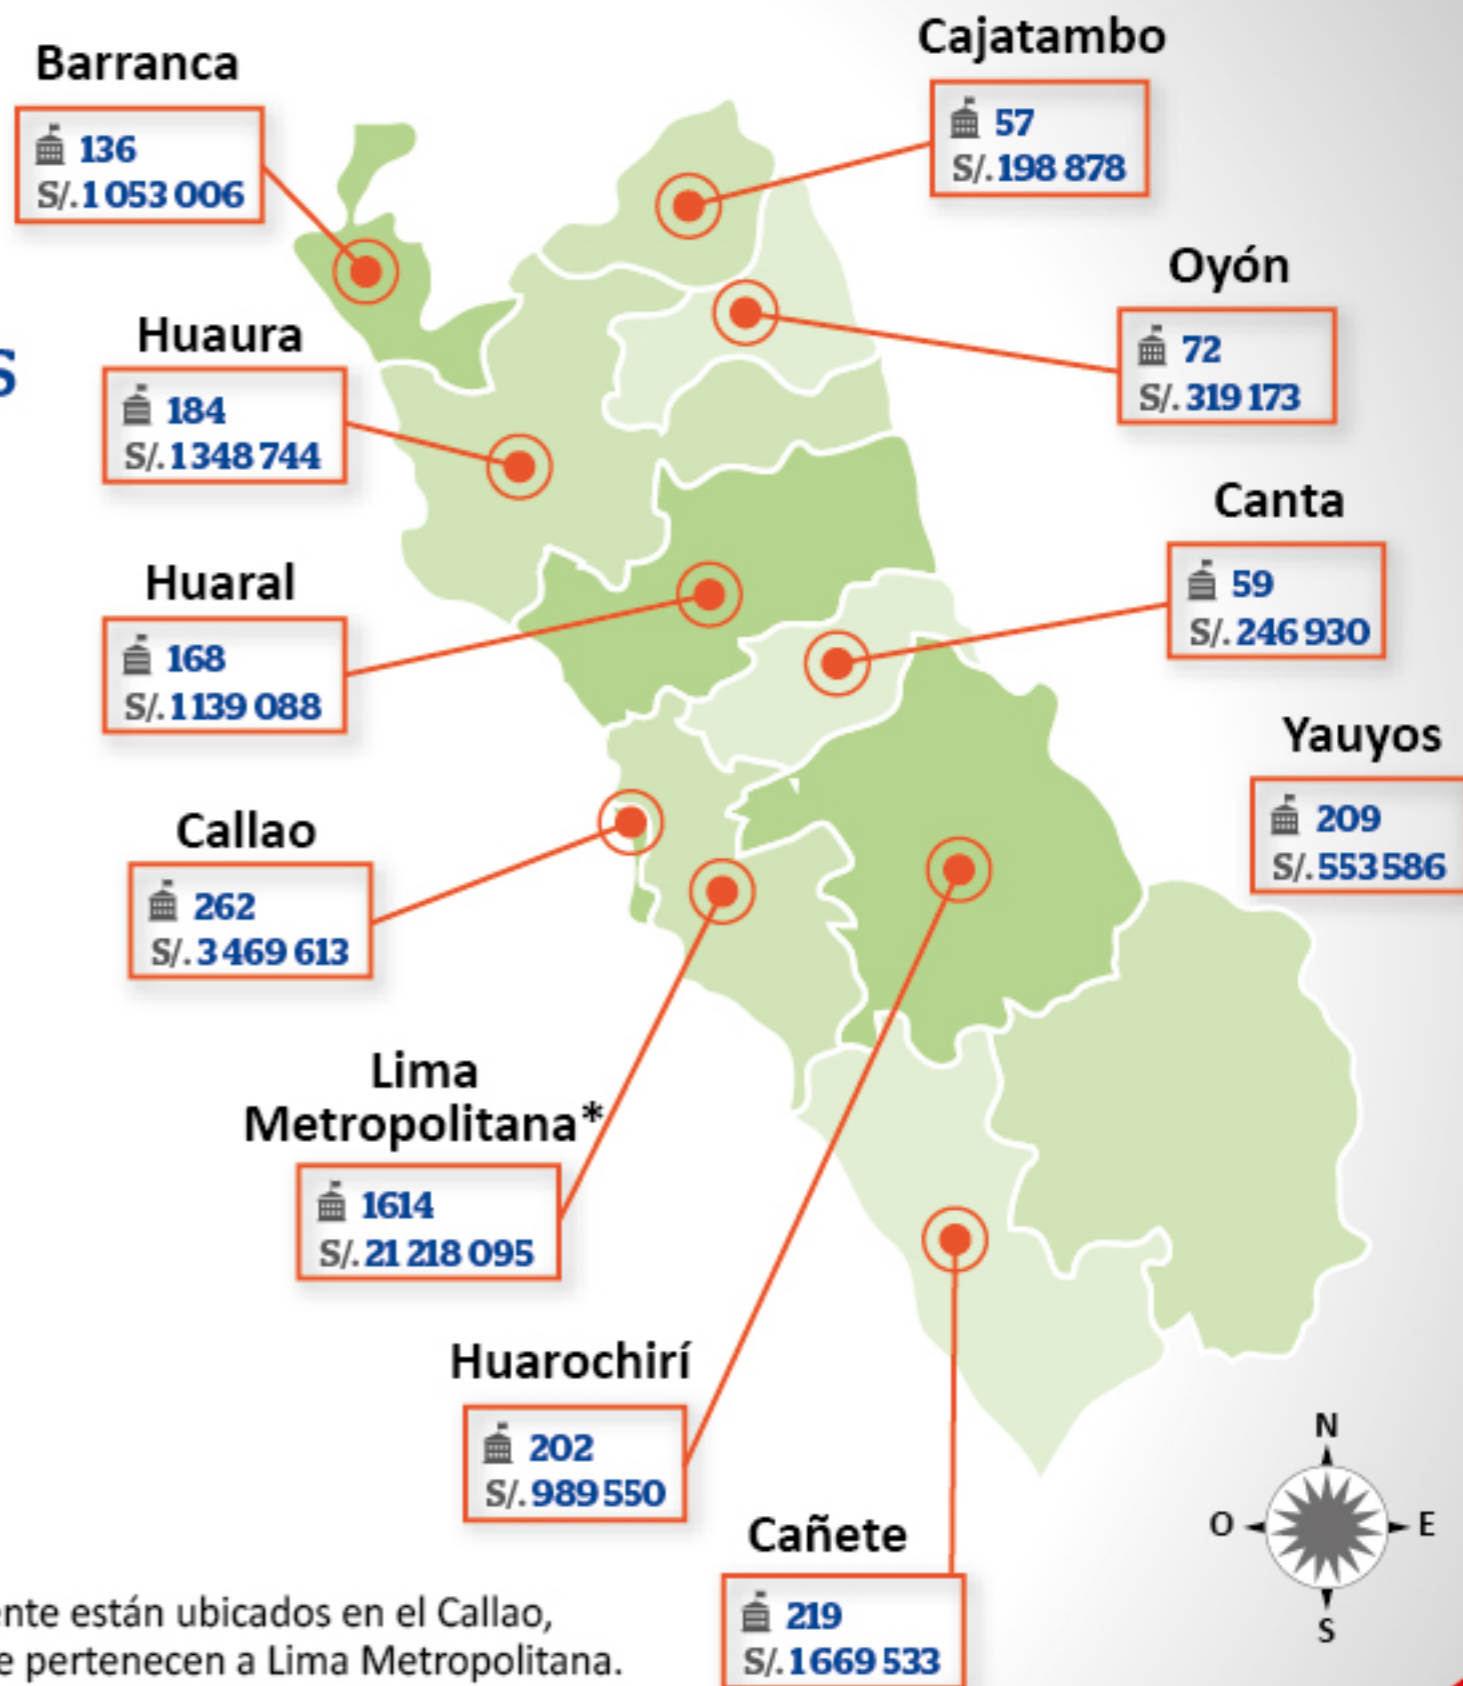 Cajatambo
57
S/. 198 878
Barranca
136
S/. 1 053 006
Oyón
72
S/. 319 173
Huaura
184
S/. 1 348 744
S
Canta
59
S/. 246 930
Huaral
168
S/. 1 139 088
Yauyos
209
S/. 553 586
Callao
262
S/. 3 469 613
Lima
Metropolitana*
1614
S/. 21 218 095
Huarochirí
202
S/. 989 550
Cañete
219
S/. 1 669 533
N
O
E
S
ente están ubicados en el Callao,
e pertenecen a Lima Metropolitana.